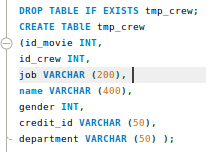 DROP TABLE IF EXISTS tmp_cew;
CREATE TABlE tmp_crew
(id_movie INT,
id_crew INT,
job VARCHAR (200),
name VARCHAR (400),
gender INT,
credit_id VARCHAR (50),
department VARCHAR (50) );